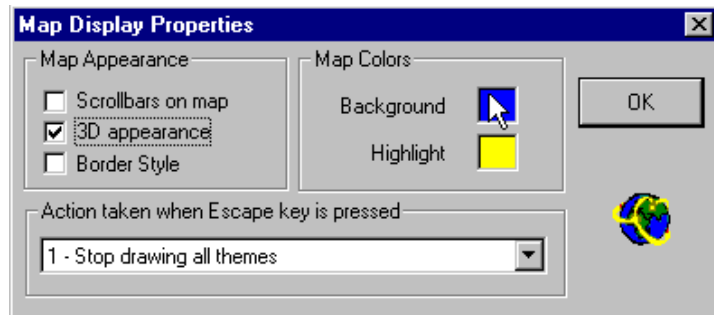 Map Display Properties
Map Appearance
Scrollbars on map
3D appearance
Border Style
Map Colors
Background
Highlight
OK
Action taken when Escape key is pressed
1 - Stop drawing all themes